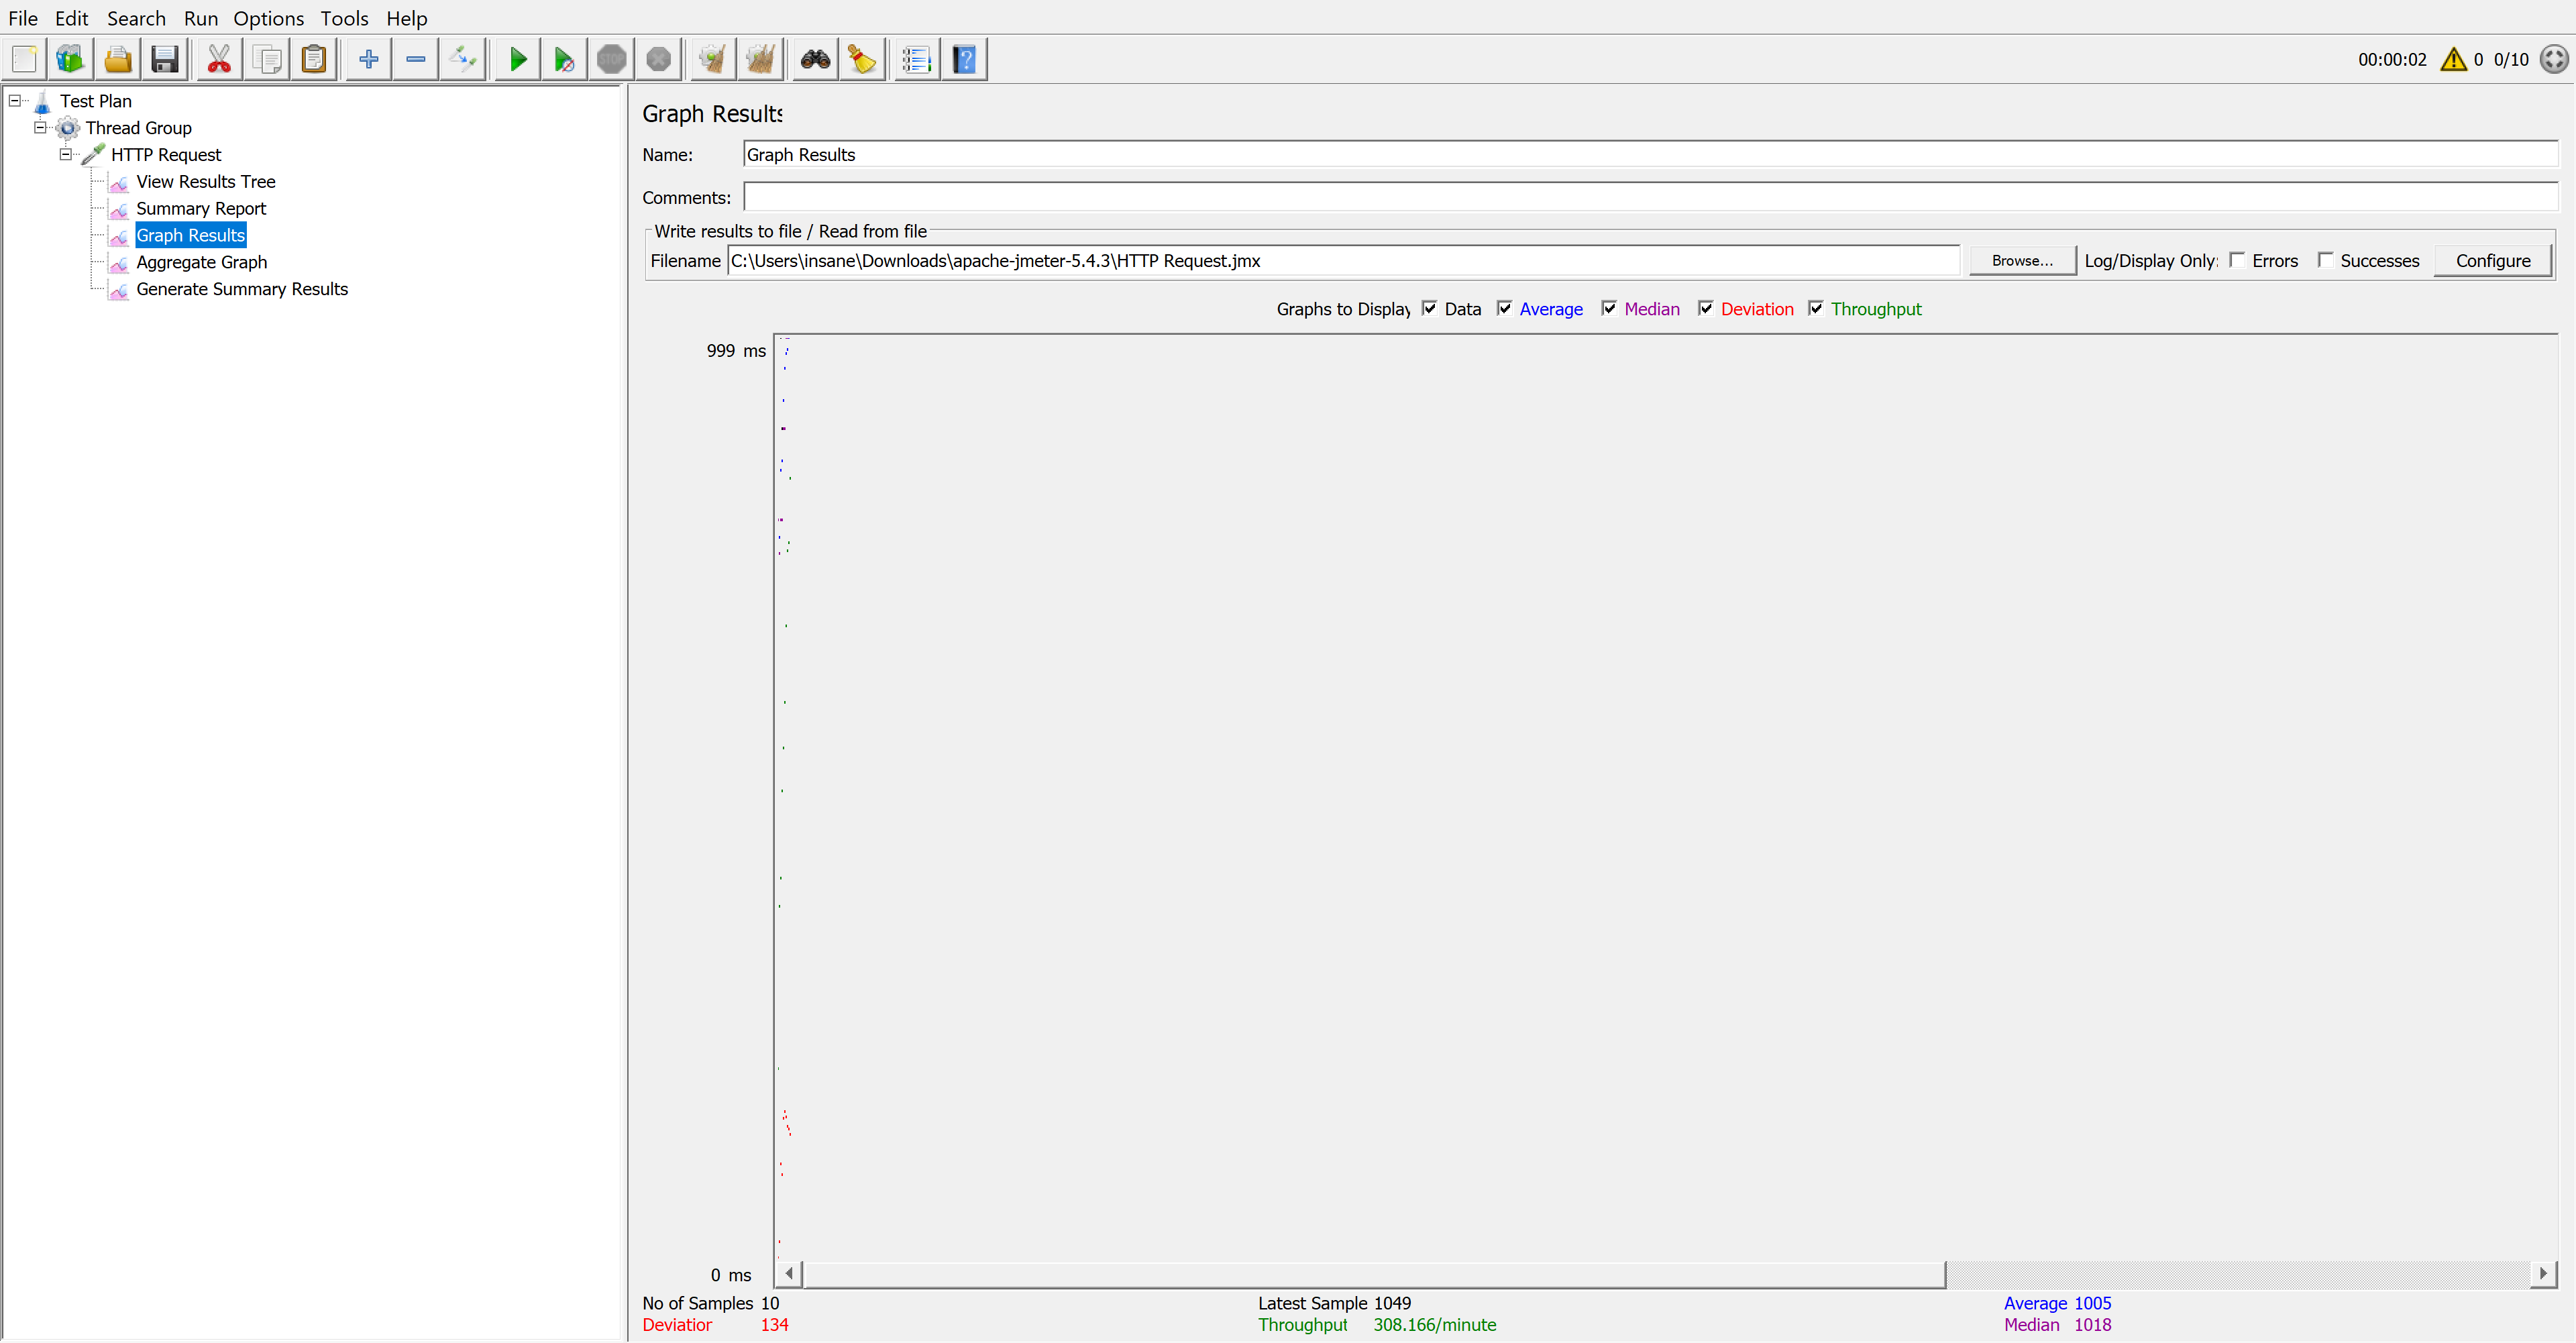 File Edit Search Run Options Tools Help
STOP
00:00:02 0 0/10
Test Plan
Thread Group
HTTP Request
View Results Tree
Summary Report
Graph Results
Aggregate Graph
Generate Summary Results
Graph Results
Name: Graph Results
Comments:
Write results to file / Read from file
Filename C:\Users\insane\Downloads\apache-jmeter-5.4.3\HTTP Request.jmx Browse... Log/Display Only: Errors Successes Configure
Graphs to Display Data Average Median Deviation Throughput
999 ms
0 ms
No of Samples 10 Latest Sample 1049 Average 1005
Deviation 134 Throughput 308.166/minute Median 1018